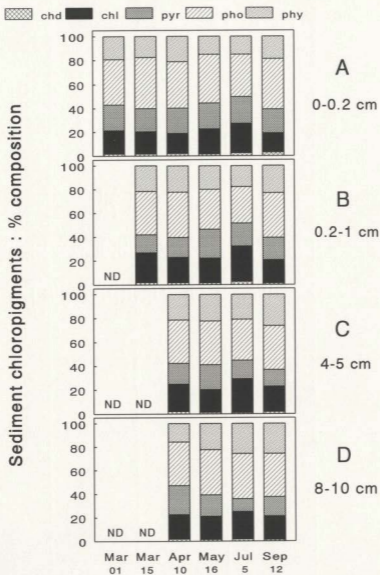 chd chl pyr pho phy
Sediment chloropigments : % composition
100
80
60
40
20
0
A
0-0.2 cm
100
80
60
40
20
0
ND
B
0.2-1 cm
100
80
60
40
20
0
ND ND
C
4-5 cm
100
80
60
40
20
0
ND ND
D
8-10 cm
Mar Mar Apr May Jul Sep
01 15 10 16 5 12